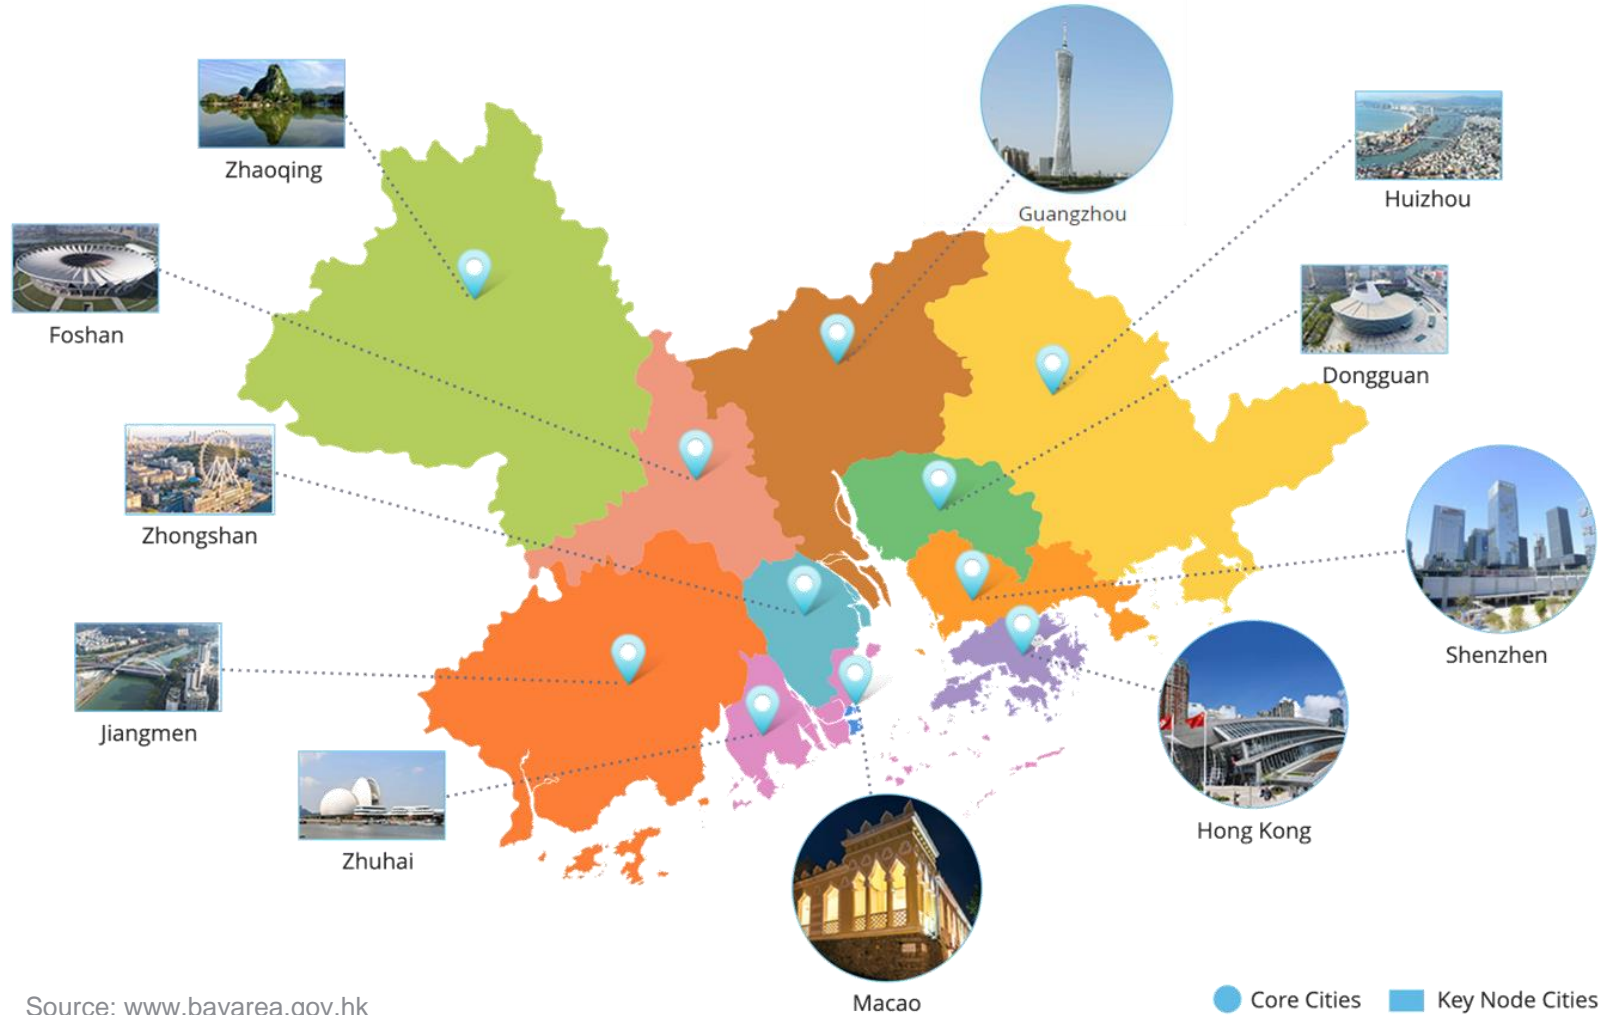 Zhaoqing
Guangzhou
Huizhou
Foshan
Dongguan
Zhongshan
Shenzhen
Jiangmen
Hong Kong
Zhuhai
Macao
Core Cities
Key Node Cities
Source: www.bayarea.gov.hk